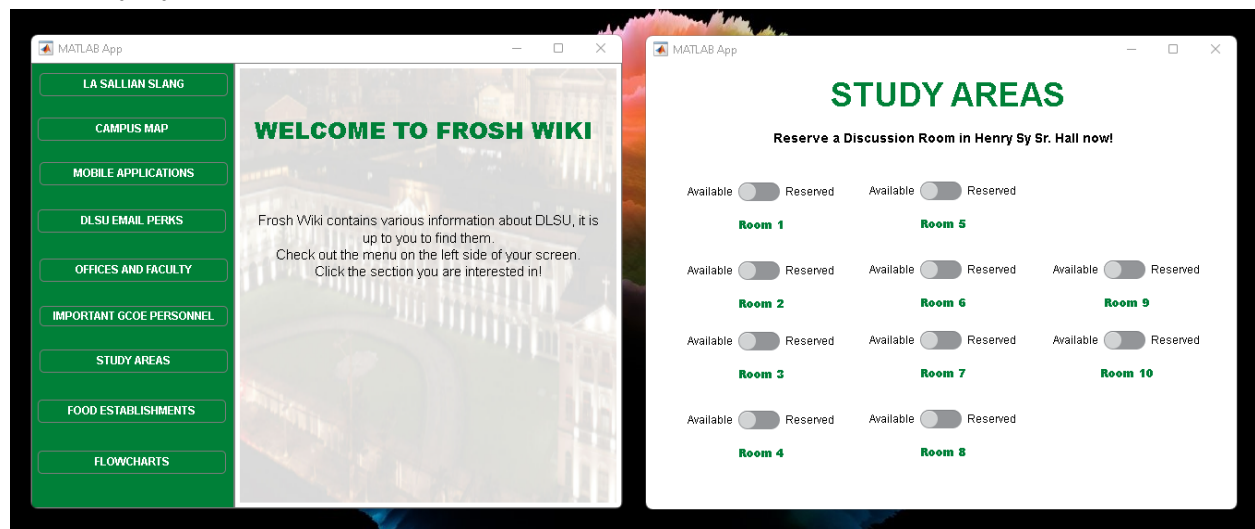 MATLAB App
LA SALLIAN SLANG
CAMPUS MAP
MOBILE APPLICATIONS
DLSU EMAIL PERKS
OFFICES AND FACULTY
IMPORTANT GCOE PERSONNEL
STUDY AREAS
FOOD ESTABLISHMENTS
FLOWCHARTS
WELCOME TO FROSH WIKI
Frosh Wiki contains various information about DLSU, it is
up to you to find them.
Check out the menu on the left side of your screen.
Click the section you are interested in!
MATLAB App
STUDY AREAS
Reserve a Discussion Room in Henry Sy Sr. Hall now!
Available Reserved Available Reserved
Room 1 Room 5
Available Reserved Available Reserved Available Reserved
Room 2 Room 6 Room 9
Available Reserved Available Reserved Available Reserved
Room 3 Room 7 Room 10
Available Reserved Available Reserved
Room 4 Room 8